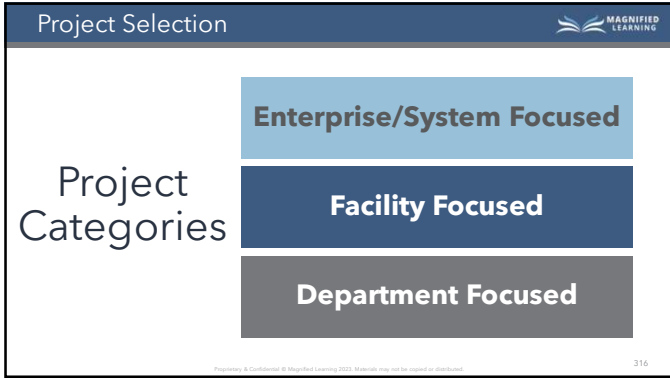 Project Selection
MAGNIFIED
LEARNING
Project
Categories
Enterprise/System Focused
Facility Focused
Department Focused
Proprietary & Confidential © Magnified Learning 2023. Materials may not be copied or distributed.
316